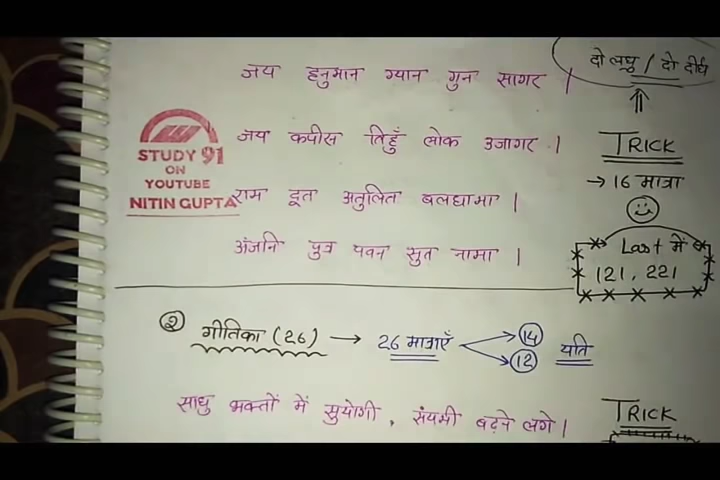 जय हनुमान ग्यान गुन सागर |
दो लघु / दो दीर्घ
जय कपीस तिहुँ लोक उजागर |
TRICK
→ 16 मात्रा
STUDY 91
ON
YOUTUBE
NITIN GUPTA
राम दूत अतुलित बलधामा |
अंजनि पुत्र पवन सुत नामा |
Last में
121, 221
② गीतिका (26) → 26 मात्राएँ
14
12
यति
साधु भक्तों में सुयोगी, संयमी बढ़ने लगे |
TRICK